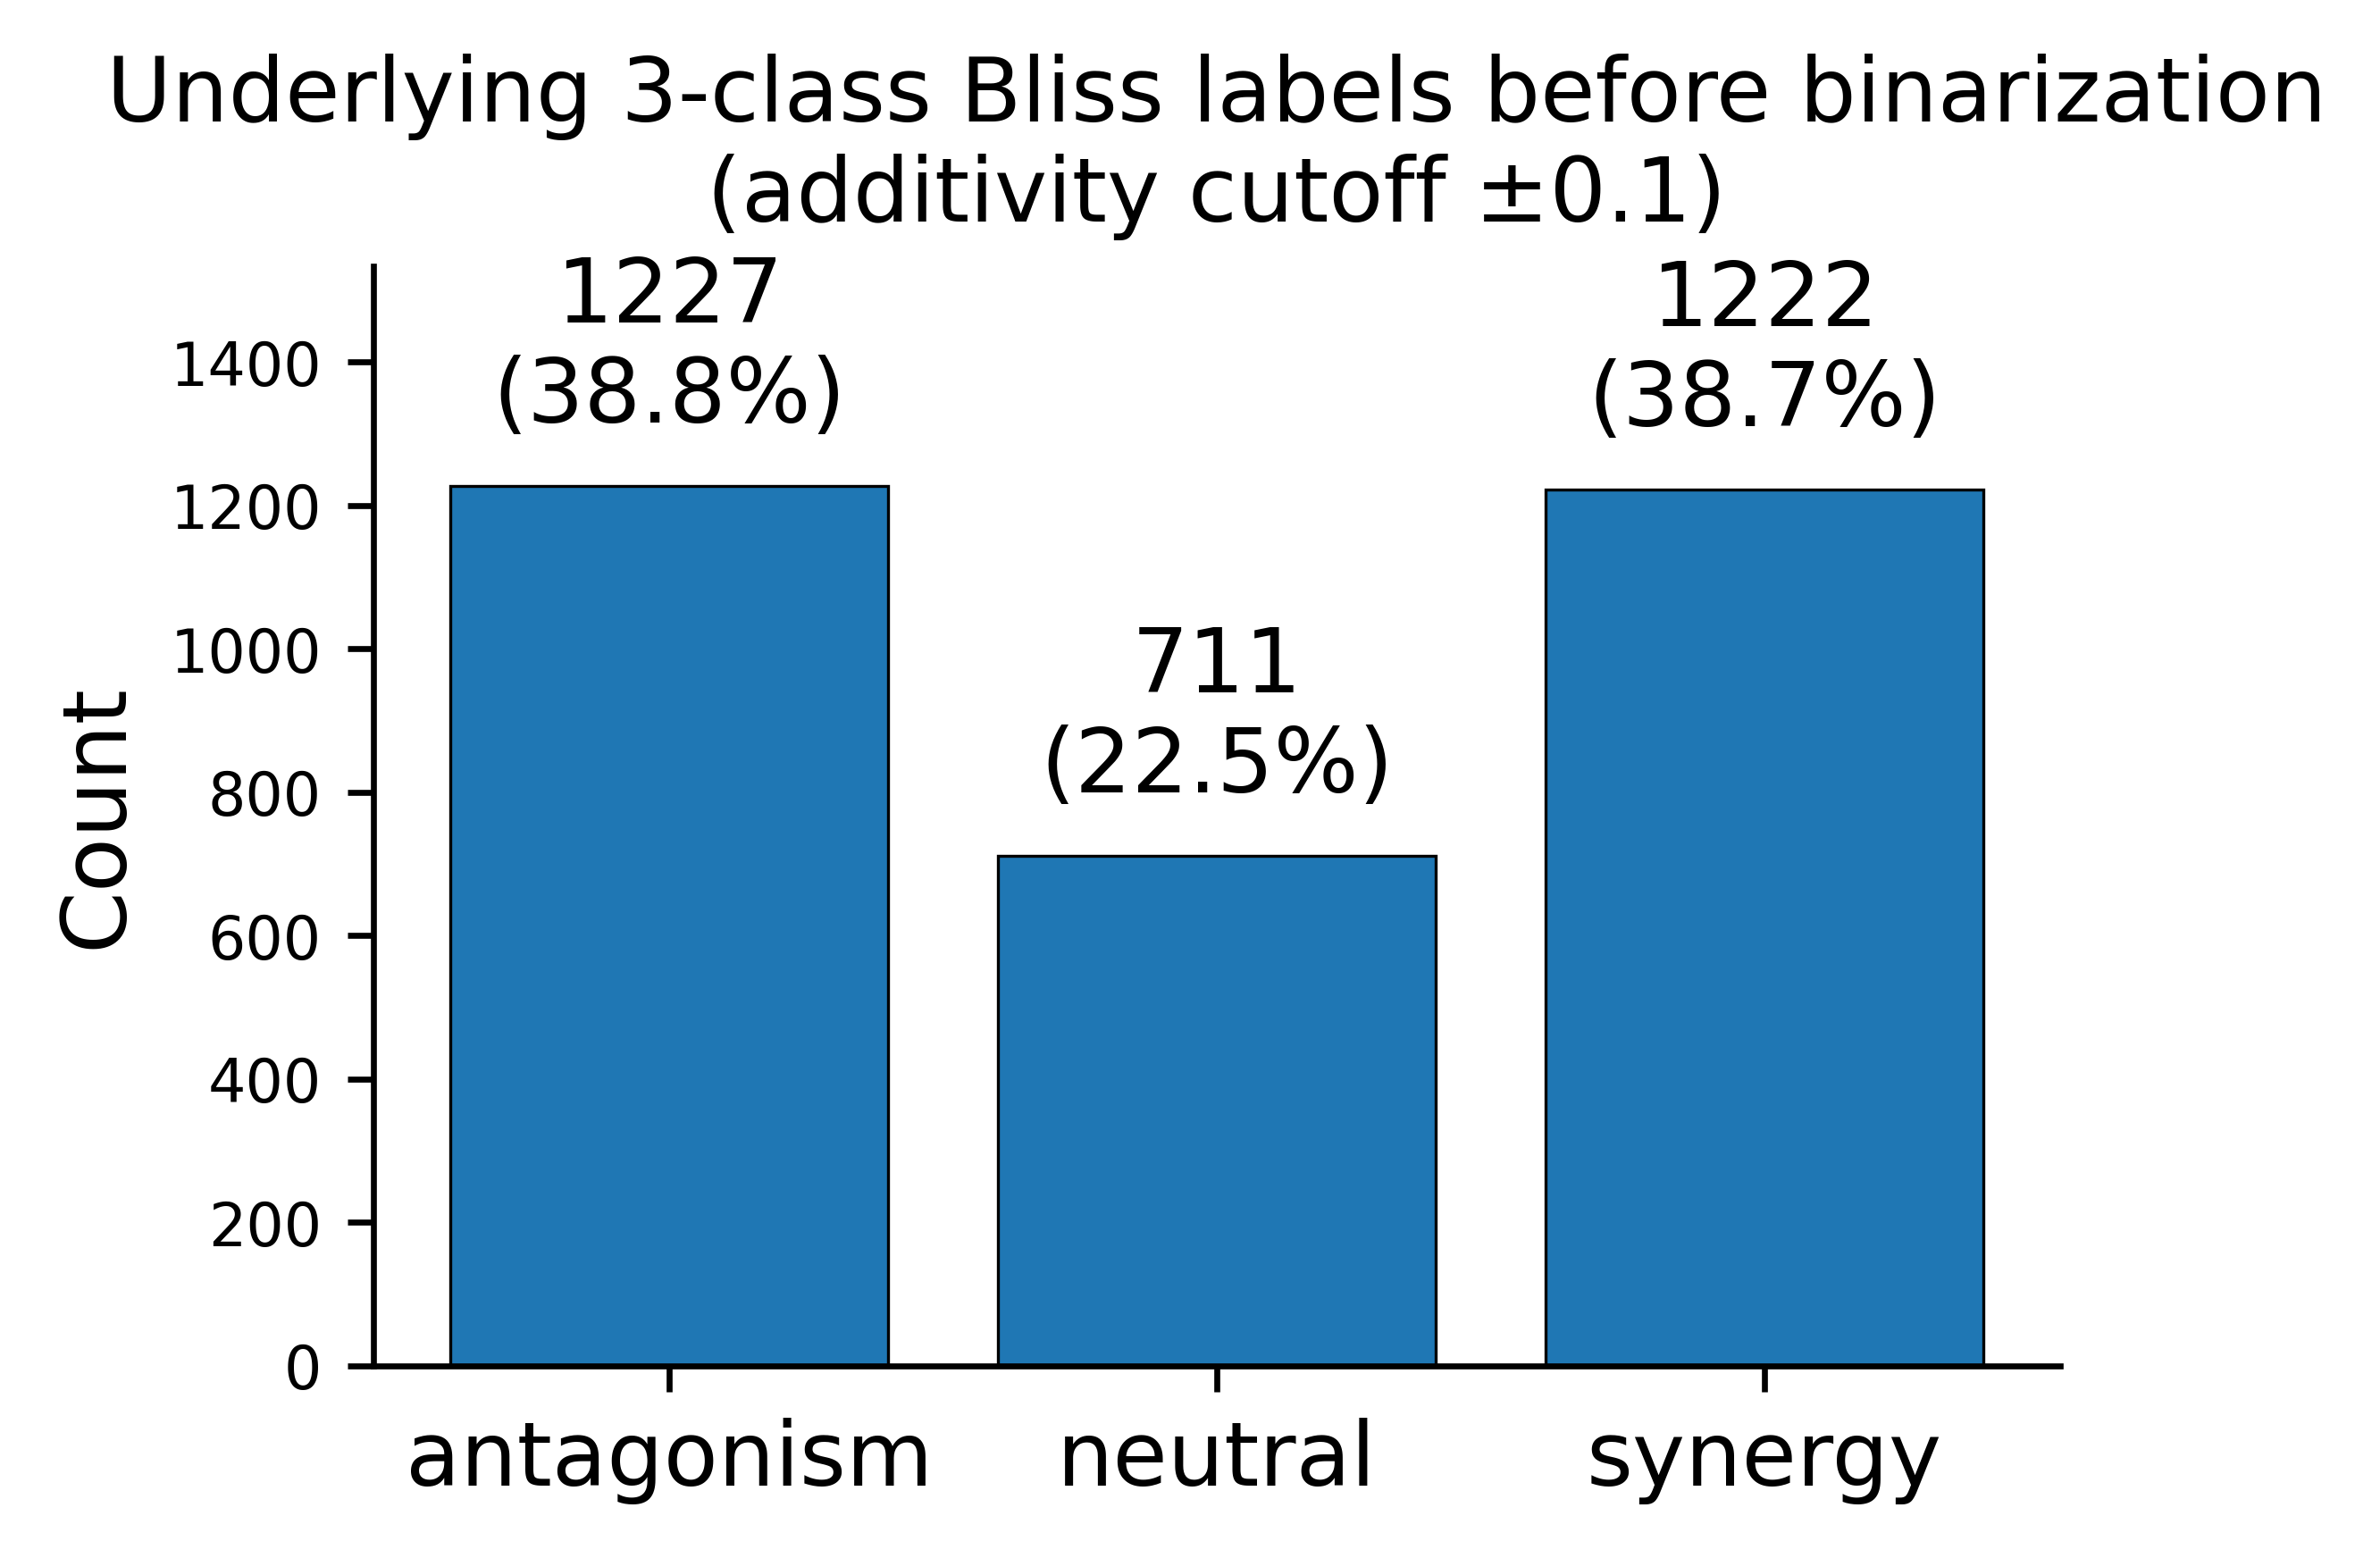 Underlying 3-class Bliss labels before binarization
(additivity cutoff ±0.1)
1227
(38.8%)
711
(22.5%)
1222
(38.7%)
Count
1400
1200
1000
800
600
400
200
0
antagonism
neutral
synergy